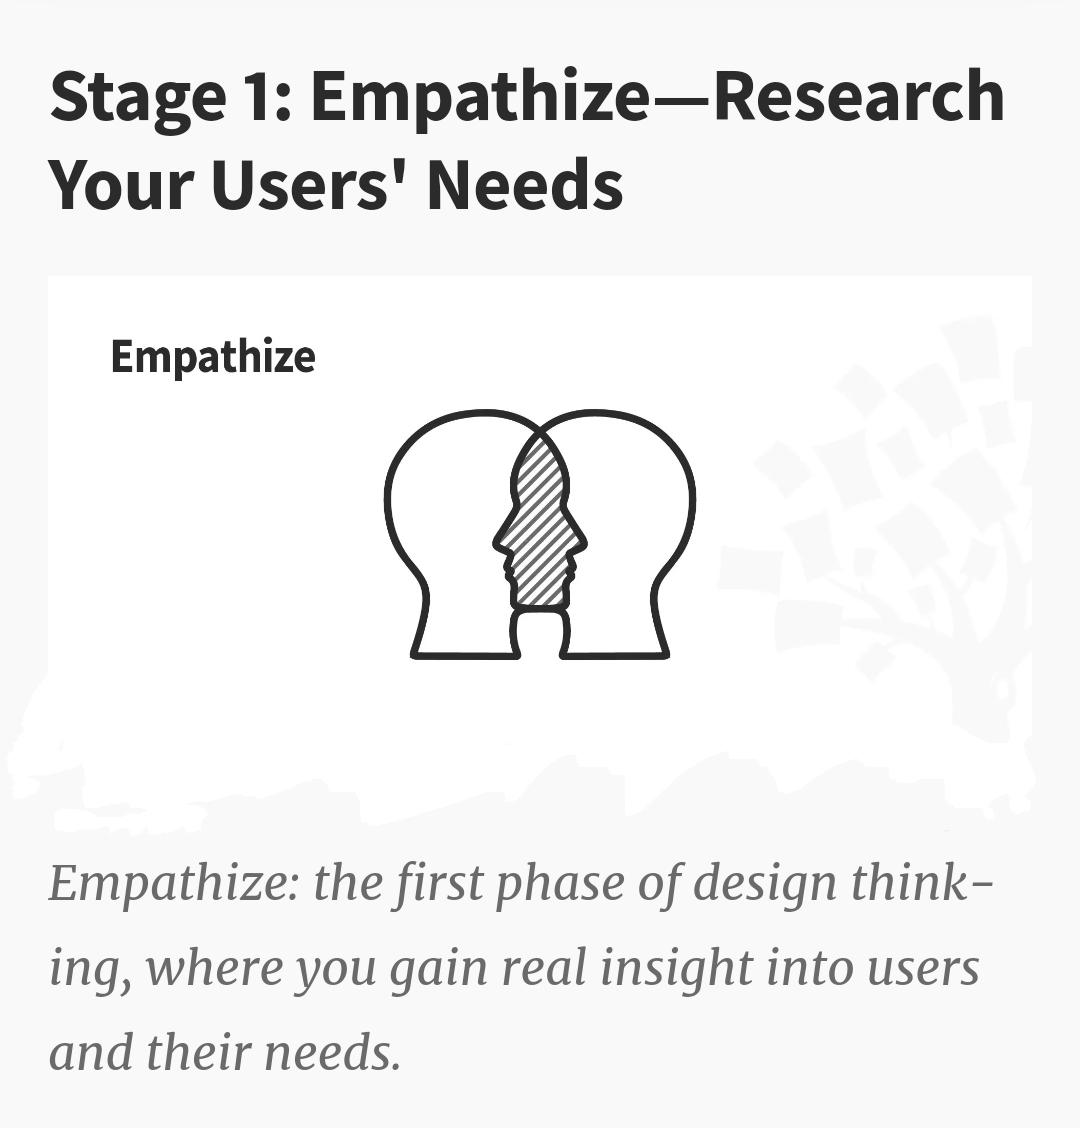 Stage 1: Empathize—Research
Your Users' Needs
Empathize
Empathize: the first phase of design think-
ing, where you gain real insight into users
and their needs.